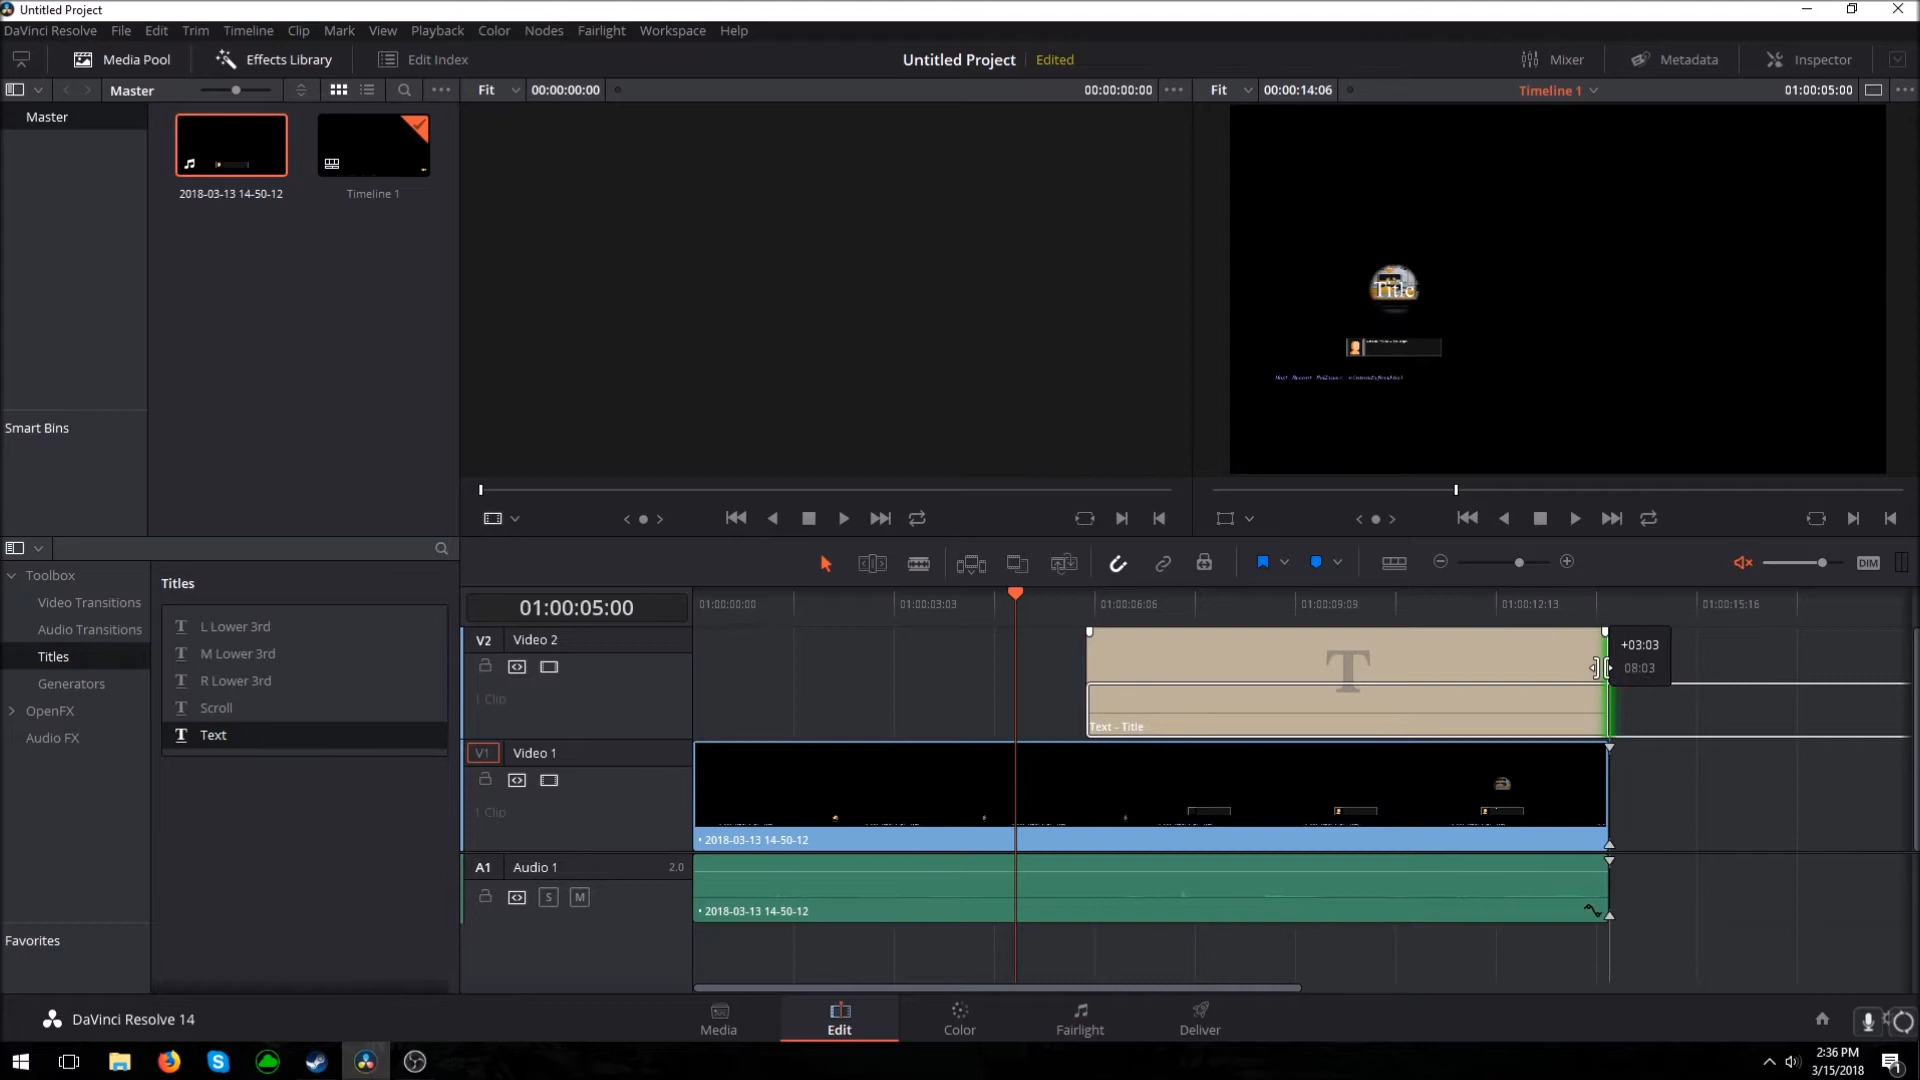 Untitled Project
DaVinci Resolve File Edit Trim Timeline Clip Mark View Playback Color Nodes Fairlight Workspace Help
Media Pool Effects Library Edit Index Untitled Project Edited Mixer Metadata Inspector
Master Fit 00:00:00:00 00:00:00:00 Fit 00:00:14:06 Timeline 1 01:00:05:00
Master
2018-03-13 14-50-12 Timeline 1
Title
Smart Bins
Toolbox
Video Transitions
Audio Transitions
Titles
Generators
OpenFX
Audio FX
Favorites
Titles
L Lower 3rd
M Lower 3rd
R Lower 3rd
Scroll
Text
DIM
01:00:05:00 01:00:00:00 01:00:03:03 01:00:06:06 01:00:09:09 01:00:12:13 01:00:15:16
V2 Video 2
1 Clip
+03:03
08:03
T
Text - Title
V1 Video 1
1 Clip
2018-03-13 14-50-12
A1 Audio 1 2.0
S M
2018-03-13 14-50-12
DaVinci Resolve 14 Media Edit Color Fairlight Deliver
2:36 PM
3/15/2018
1